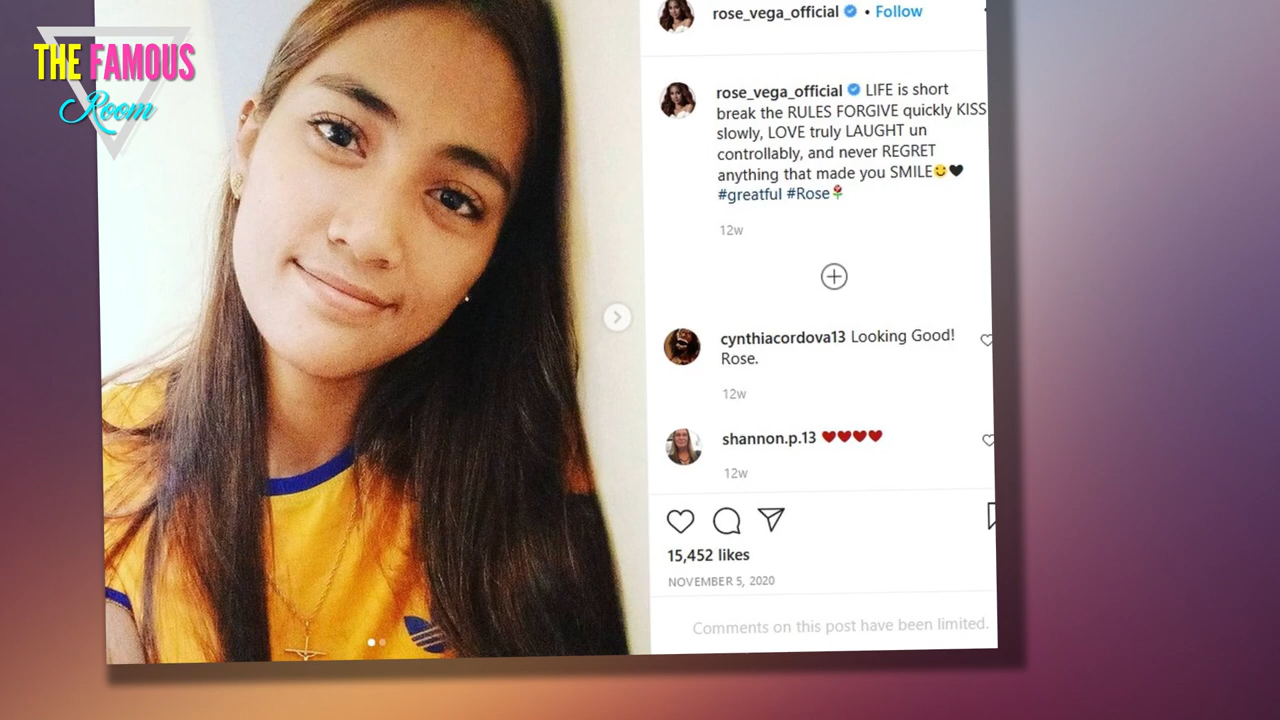 THE FAMOUS
Room
rose_vega_official • Follow
rose_vega_official LIFE is short
break the RULES FORGIVE quickly KISS
slowly, LOVE truly LAUGHT un
controllably, and never REGRET
anything that made you SMILE😊🖤
#greatful #Rose🌹
12w
cynthiacordova13 Looking Good!
Rose.
12w
shannon.p.13 ❤️❤️❤️❤️
12w
15,452 likes
NOVEMBER 5, 2020
Comments on this post have been limited.